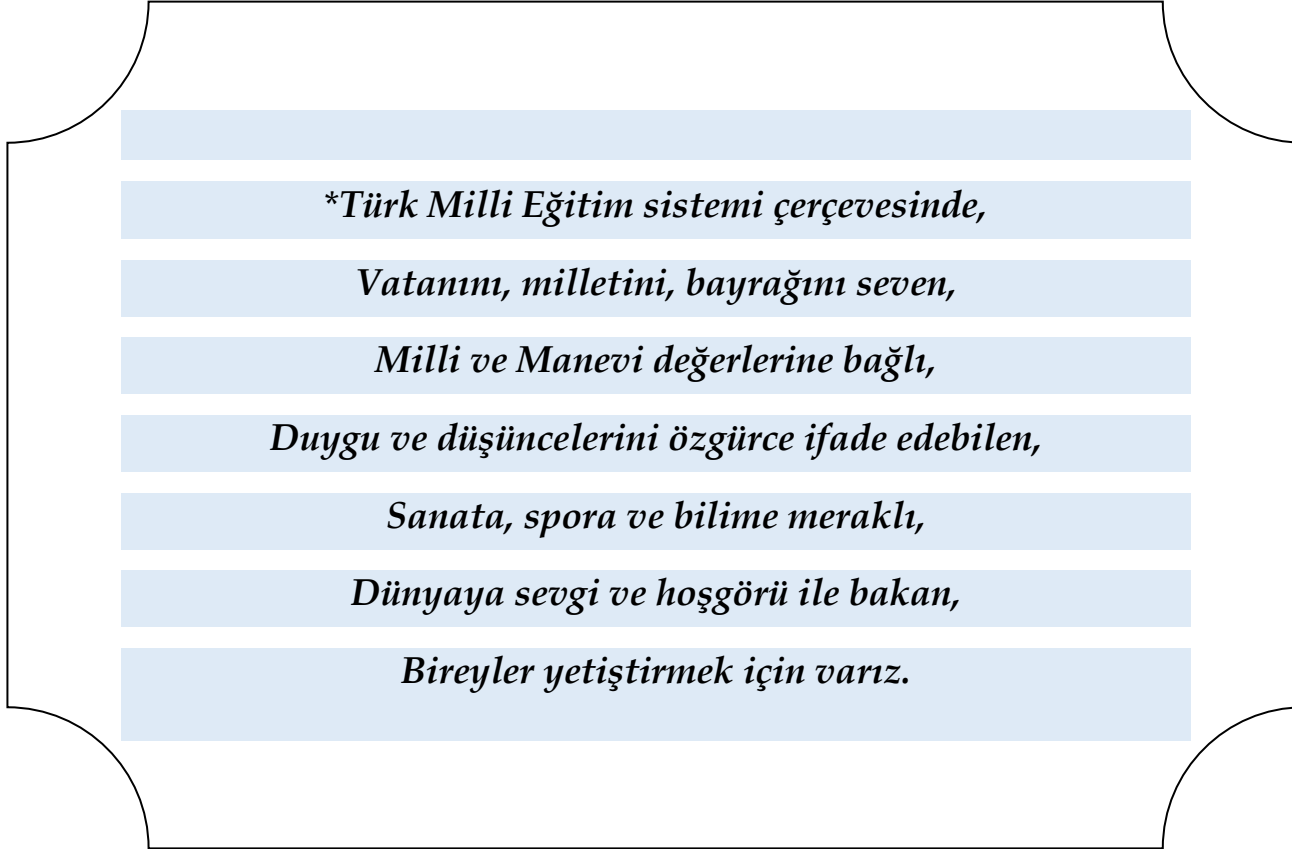 *Türk Milli Eğitim sistemi çerçevesinde,
Vatanını, milletini, bayrağını seven,
Milli ve Manevi değerlerine bağlı,
Duygu ve düşüncelerini özgürce ifade edebilen,
Sanata, spora ve bilime meraklı,
Dünyaya sevgi ve hoşgörü ile bakan,
Bireyler yetiştirmek için varız.